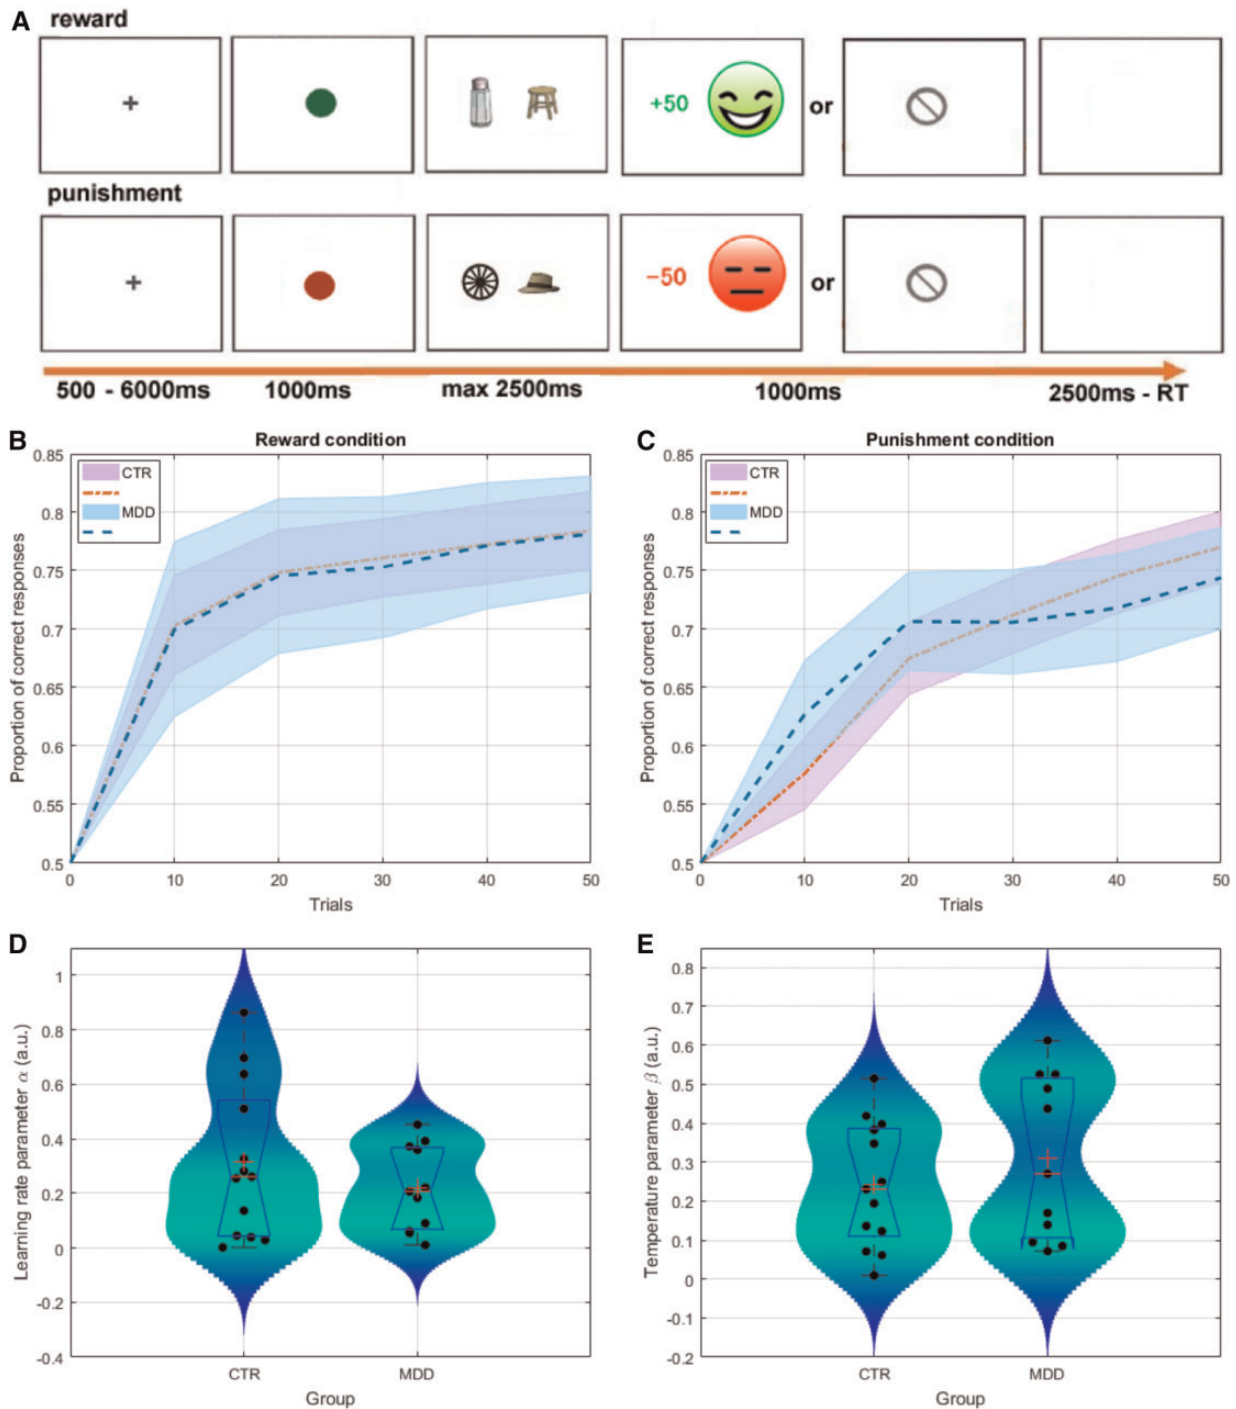 A
reward
+
+50
or
punishment
+
−50
or
500 - 6000ms 1000ms max 2500ms 1000ms 2500ms - RT
B
Reward condition
Proportion of correct responses
0.85
0.8
0.75
0.7
0.65
0.6
0.55
0.5
CTR
MDD
0 10 20 30 40 50
Trials
C
Punishment condition
Proportion of correct responses
0.85
0.8
0.75
0.7
0.65
0.6
0.55
0.5
CTR
MDD
0 10 20 30 40 50
Trials
D
Learning rate parameter α (a.u.)
1
0.8
0.6
0.4
0.2
0
-0.2
-0.4
CTR MDD
Group
E
Temperature parameter β (a.u.)
0.8
0.7
0.6
0.5
0.4
0.3
0.2
0.1
0
-0.1
-0.2
CTR MDD
Group